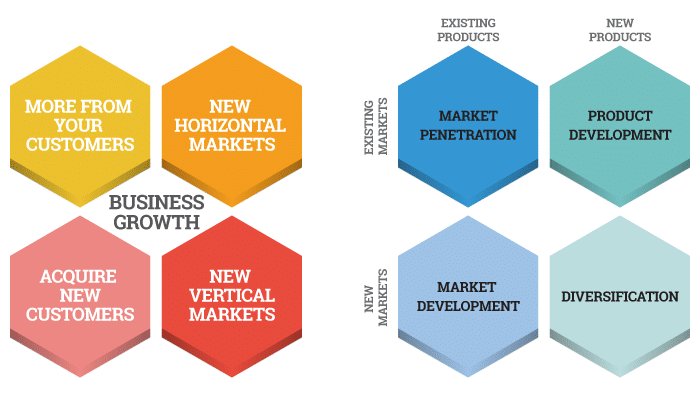 MORE FROM
YOUR
CUSTOMERS
NEW
HORIZONTAL
MARKETS
BUSINESS
GROWTH
ACQUIRE
NEW
CUSTOMERS
NEW
VERTICAL
MARKETS
EXISTING
PRODUCTS
NEW
PRODUCTS
EXISTING
MARKETS
MARKET
PENETRATION
PRODUCT
DEVELOPMENT
NEW
MARKETS
MARKET
DEVELOPMENT
DIVERSIFICATION